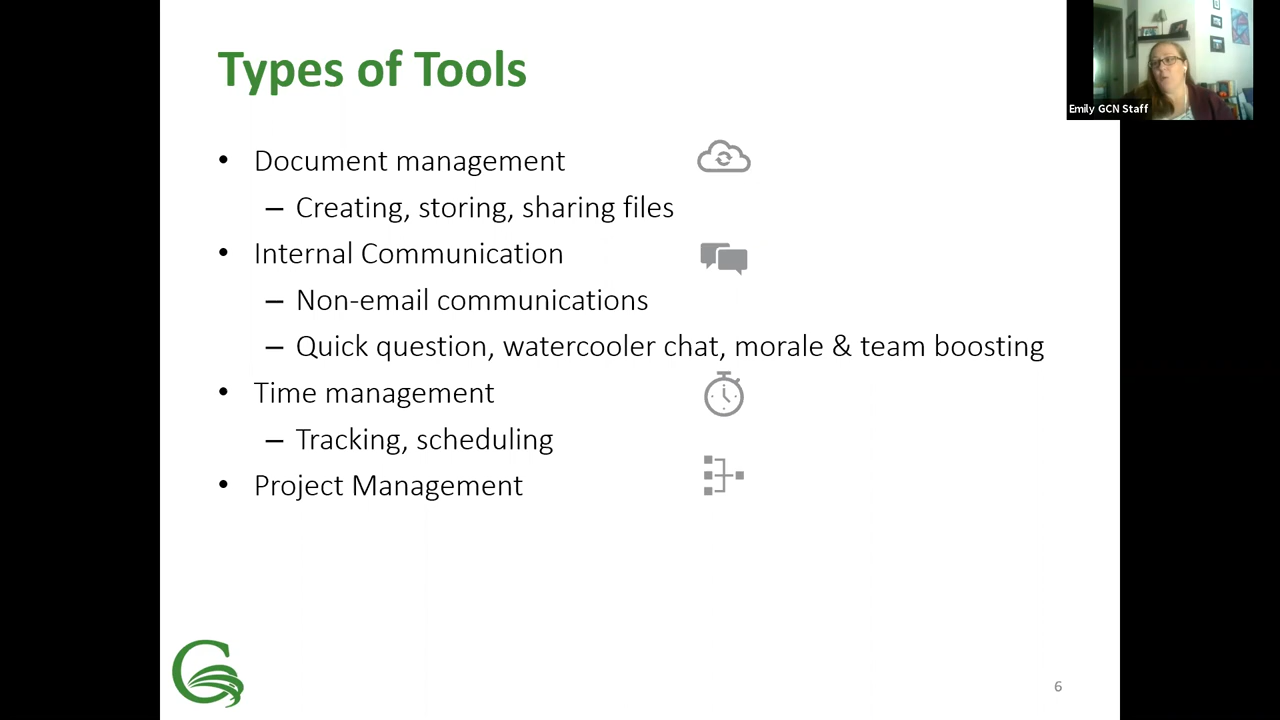 Types of Tools
Emily GCN Staff
• Document management
– Creating, storing, sharing files
• Internal Communication
– Non-email communications
– Quick question, watercooler chat, morale & team boosting
• Time management
– Tracking, scheduling
• Project Management
6